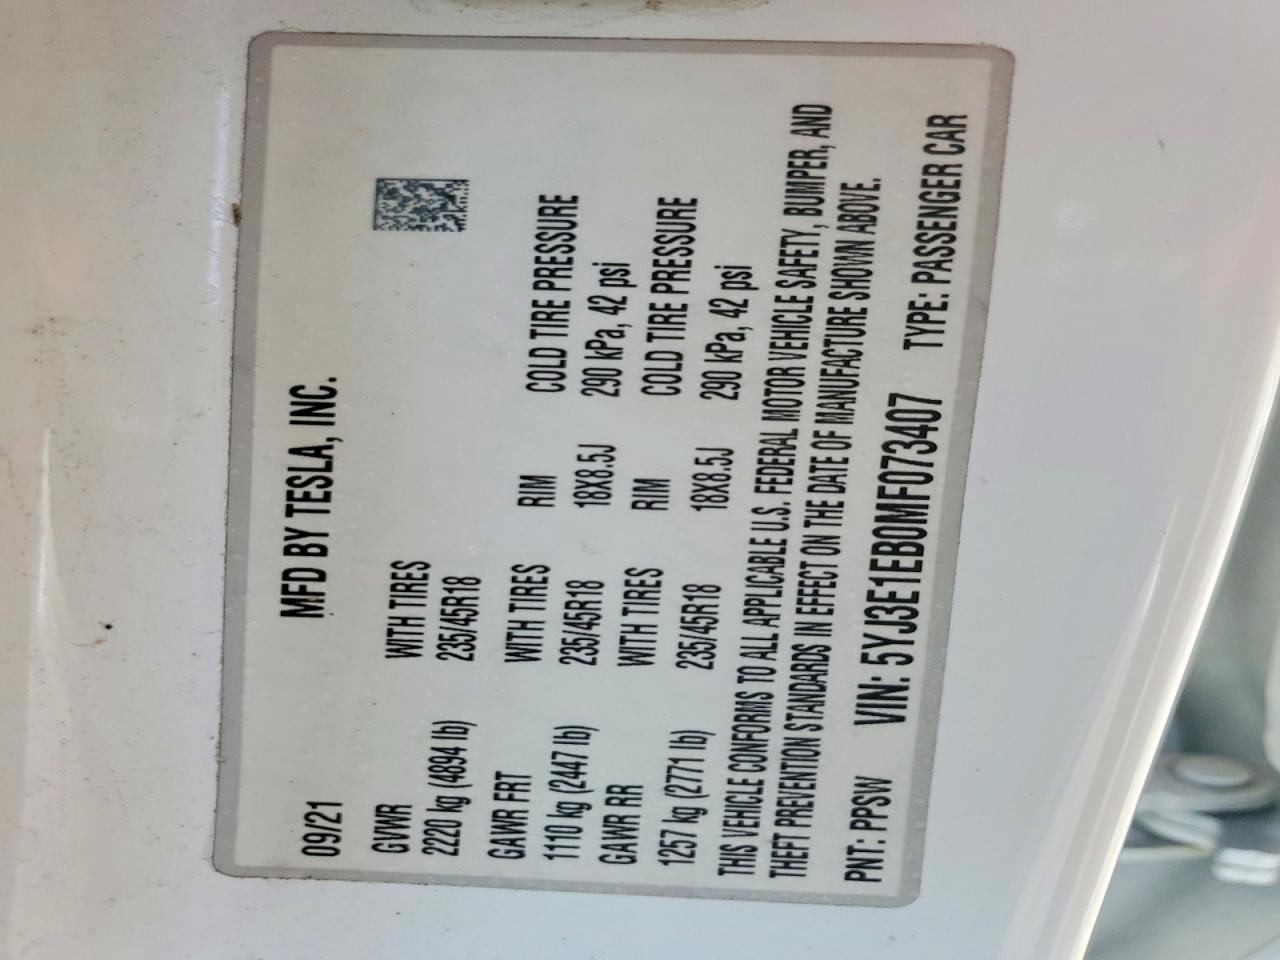 09/21 MFD BY TESLA, INC.
GVWR WITH TIRES
2220 kg (4894 lb) 235/45R18
GAWR FRT WITH TIRES RIM COLD TIRE PRESSURE
1110 kg (2447 lb) 235/45R18 18X8.5J 290 kPa, 42 psi
GAWR RR WITH TIRES RIM COLD TIRE PRESSURE
1257 kg (2771 lb) 235/45R18 18X8.5J 290 kPa, 42 psi
THIS VEHICLE CONFORMS TO ALL APPLICABLE U.S. FEDERAL MOTOR VEHICLE SAFETY, BUMPER, AND
THEFT PREVENTION STANDARDS IN EFFECT ON THE DATE OF MANUFACTURE SHOWN ABOVE.
PNT: PPSW VIN: 5YJ3E1EB0MF073407 TYPE: PASSENGER CAR